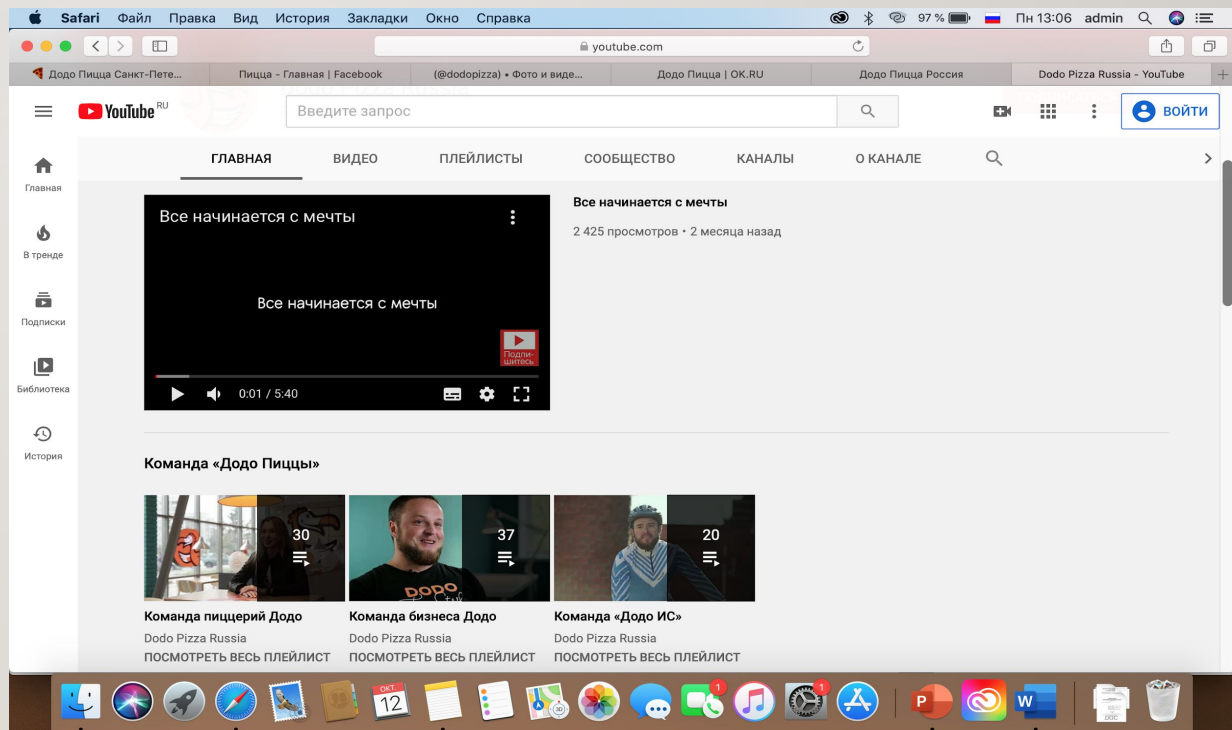 Safari Файл Правка Вид История Закладки Окно Справка 97 % Пн 13:06 admin
youtube.com
Додо Пицца Санкт-Пете... Пицца - Главная | Facebook (@dodopizza) • Фото и виде... Додо Пицца | OK.RU Додо Пицца Россия Dodo Pizza Russia - YouTube
YouTube RU Введите запрос ВОЙТИ
ГЛАВНАЯ ВИДЕО ПЛЕЙЛИСТЫ СООБЩЕСТВО КАНАЛЫ О КАНАЛЕ
Главная
В тренде
Подписки
Библиотека
История
Все начинается с мечты
Все начинается с мечты
Подпи-
шитесь
0:01 / 5:40
Все начинается с мечты
2 425 просмотров • 2 месяца назад
Команда «Додо Пиццы»
30 37 20
DODO
Команда пиццерий Додо Команда бизнеса Додо Команда «Додо ИС»
Dodo Pizza Russia Dodo Pizza Russia Dodo Pizza Russia
ПОСМОТРЕТЬ ВЕСЬ ПЛЕЙЛИСТ ПОСМОТРЕТЬ ВЕСЬ ПЛЕЙЛИСТ ПОСМОТРЕТЬ ВЕСЬ ПЛЕЙЛИСТ
ОКТ.
12
3D
1 1
P W
DOC